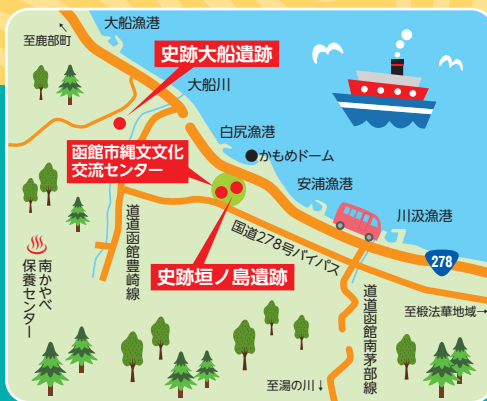 大船漁港
至鹿部町
史跡大船遺跡
大船川
臼尻漁港
函館市縄文文化
交流センター
かもめドーム
安浦漁港
川汲漁港
国道278号バイパス
278
道道函館豊崎線
史跡垣ノ島遺跡
南かやべ
保養センター
至椴法華地域→
道道函館南茅部線
至湯の川↓